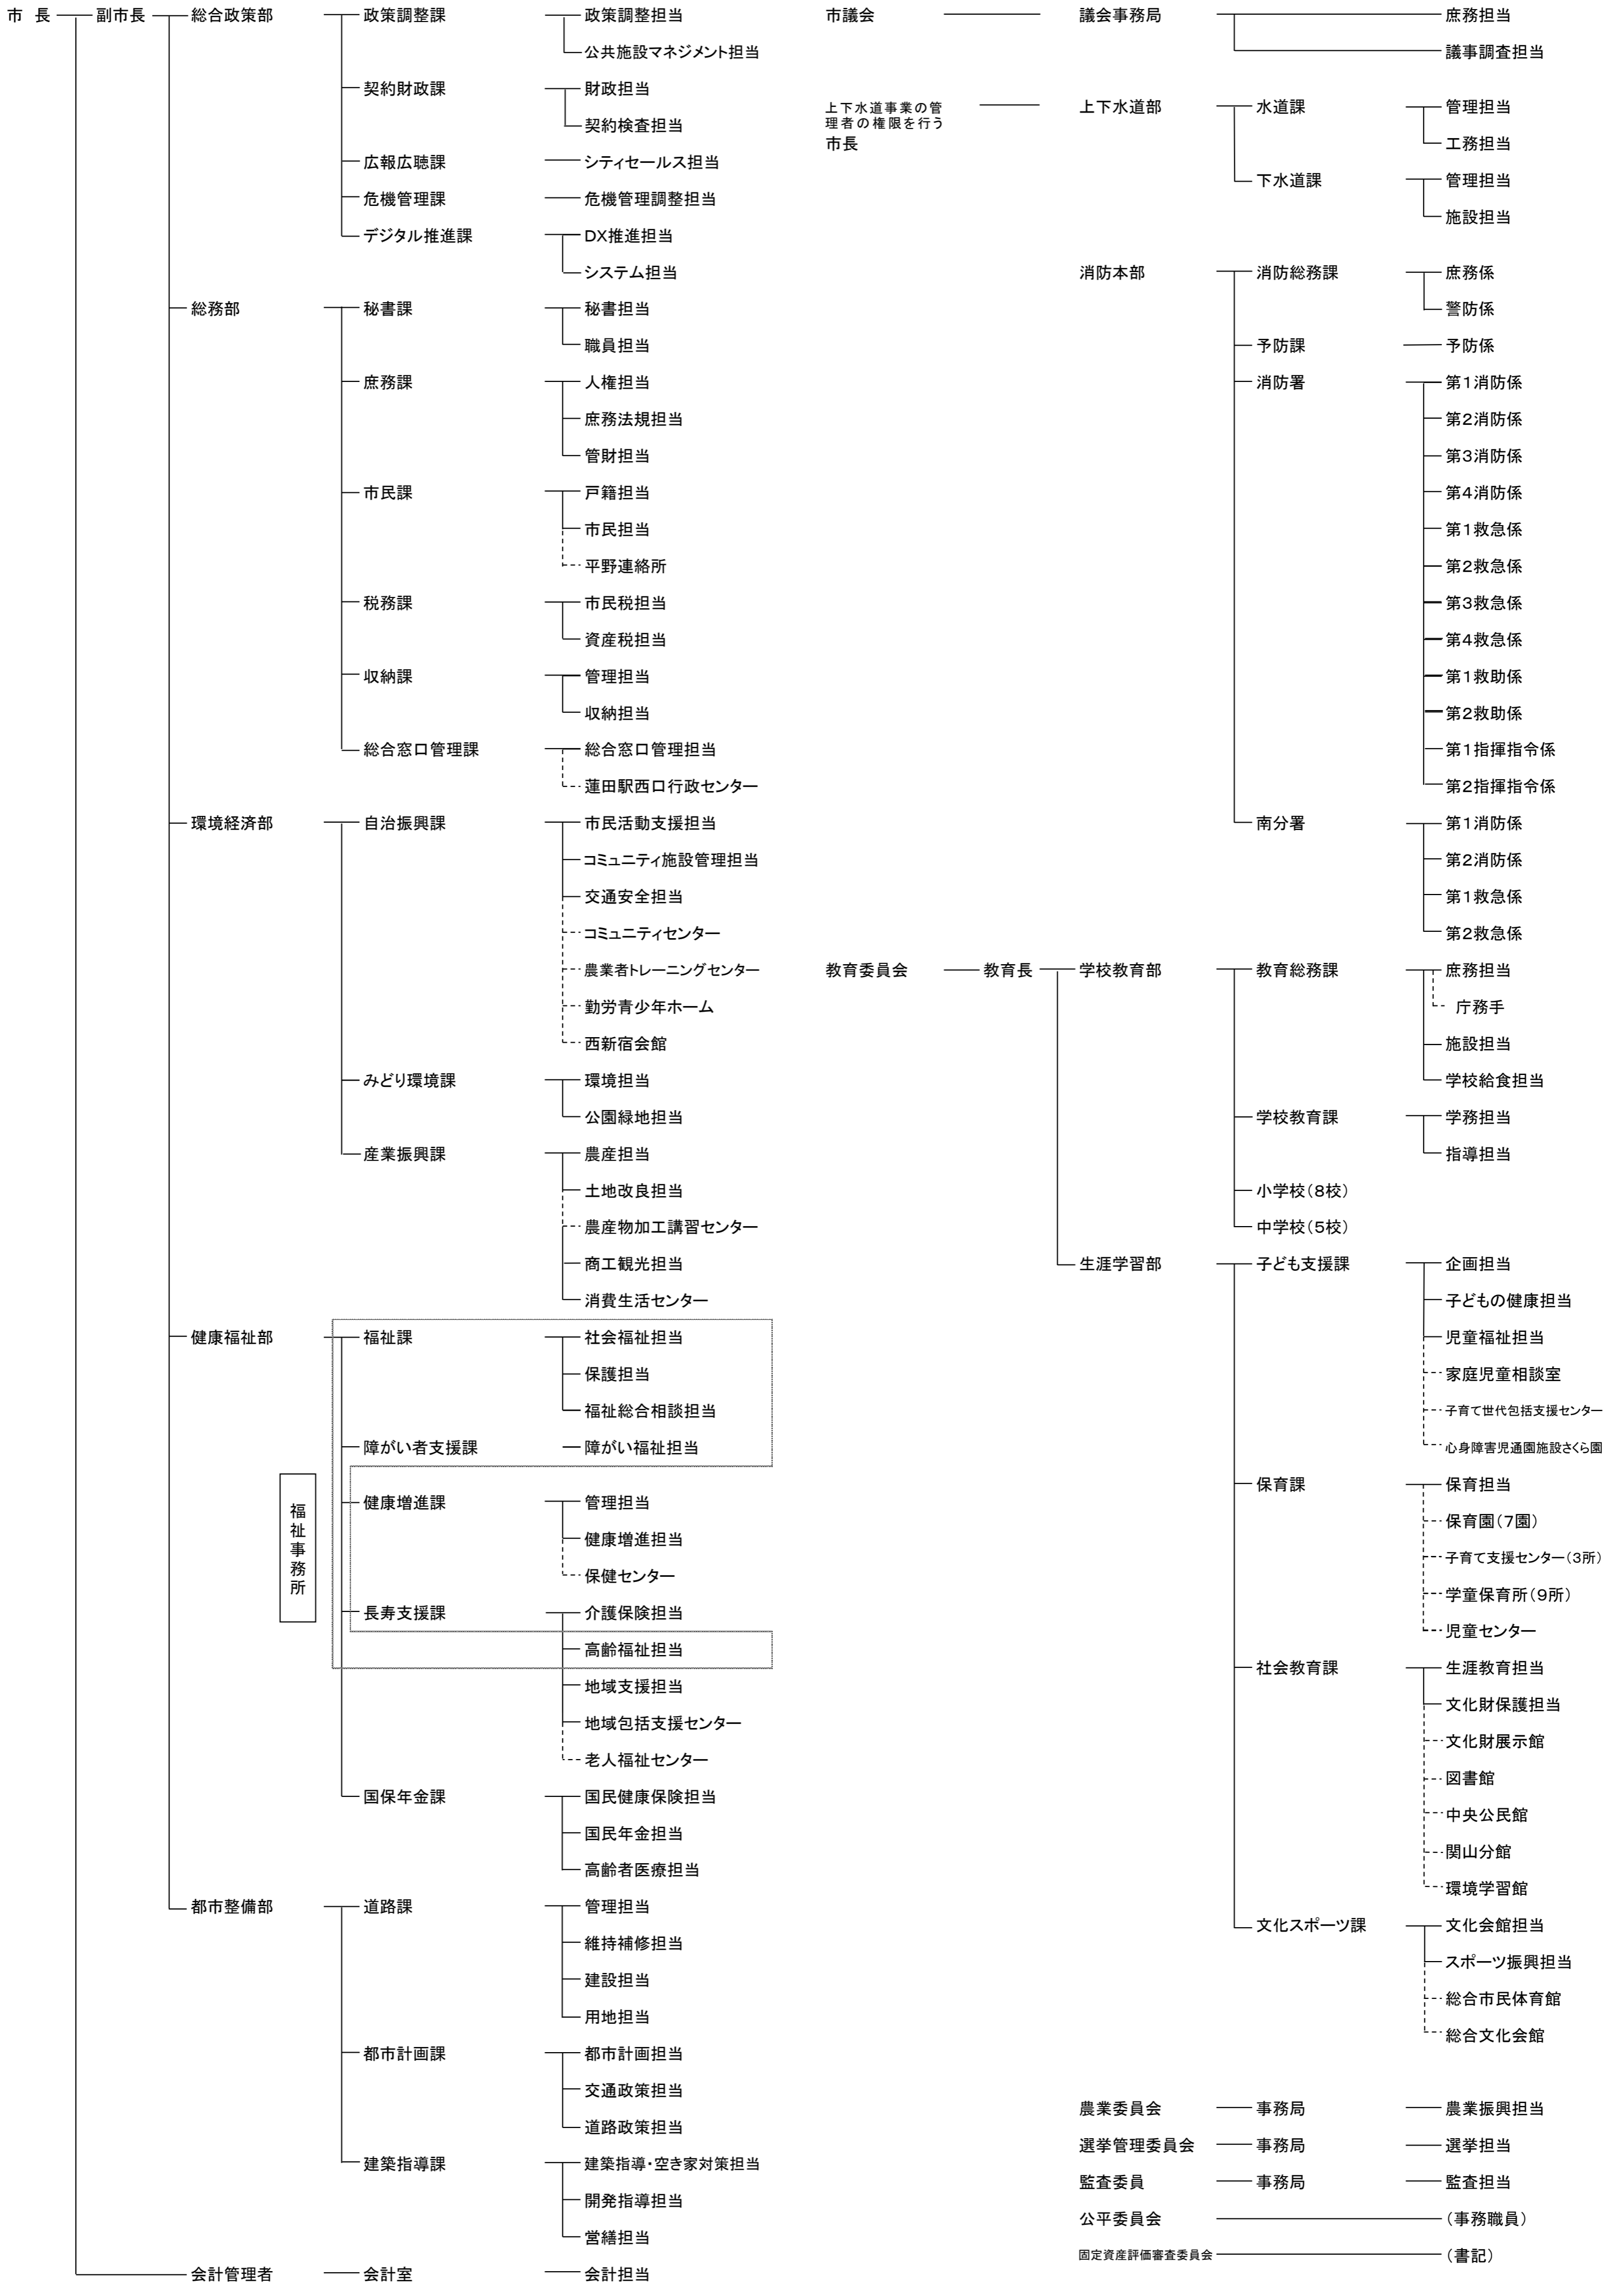 市 長
副市長
総合政策部
政策調整課
政策調整担当
公共施設マネジメント担当
契約財政課
財政担当
契約検査担当
広報広聴課
シティセールス担当
危機管理課
危機管理調整担当
デジタル推進課
DX推進担当
システム担当
総務部
秘書課
秘書担当
職員担当
庶務課
人権担当
庶務法規担当
管財担当
市民課
戸籍担当
市民担当
平野連絡所
税務課
市民税担当
資産税担当
収納課
管理担当
収納担当
総合窓口管理課
総合窓口管理担当
蓮田駅西口行政センター
環境経済部
自治振興課
市民活動支援担当
コミュニティ施設管理担当
交通安全担当
コミュニティセンター
農業者トレーニングセンター
勤労青少年ホーム
西新宿会館
みどり環境課
環境担当
公園緑地担当
産業振興課
農産担当
土地改良担当
農産物加工講習センター
商工観光担当
消費生活センター
健康福祉部
福祉事務所
福祉課
社会福祉担当
保護担当
福祉総合相談担当
障がい者支援課
障がい福祉担当
健康増進課
管理担当
健康増進担当
保健センター
長寿支援課
介護保険担当
高齢福祉担当
地域支援担当
地域包括支援センター
老人福祉センター
国保年金課
国民健康保険担当
国民年金担当
高齢者医療担当
都市整備部
道路課
管理担当
維持補修担当
建設担当
用地担当
都市計画課
都市計画担当
交通政策担当
道路政策担当
建築指導課
建築指導・空き家対策担当
開発指導担当
営繕担当
会計管理者
会計室
会計担当
市議会
議会事務局
庶務担当
議事調査担当
上下水道事業の管
理者の権限を行う
市長
上下水道部
水道課
管理担当
工務担当
下水道課
管理担当
施設担当
消防本部
消防総務課
庶務係
警防係
予防課
予防係
消防署
第1消防係
第2消防係
第3消防係
第4消防係
第1救急係
第2救急係
第3救急係
第4救急係
第1救助係
第2救助係
第1指揮指令係
第2指揮指令係
南分署
第1消防係
第2消防係
第1救急係
第2救急係
教育委員会
教育長
学校教育部
教育総務課
庶務担当
庁務手
施設担当
学校給食担当
学校教育課
学務担当
指導担当
小学校（8校）
中学校（5校）
生涯学習部
子ども支援課
企画担当
子どもの健康担当
児童福祉担当
家庭児童相談室
子育て世代包括支援センター
心身障害児通園施設さくら園
保育課
保育担当
保育園（7園）
子育て支援センター（3所）
学童保育所（9所）
児童センター
社会教育課
生涯教育担当
文化財保護担当
文化財展示館
図書館
中央公民館
関山分館
環境学習館
文化スポーツ課
文化会館担当
スポーツ振興担当
総合市民体育館
総合文化会館
農業委員会
事務局
農業振興担当
選挙管理委員会
事務局
選挙担当
監査委員
事務局
監査担当
公平委員会
（事務職員）
固定資産評価審査委員会
（書記）